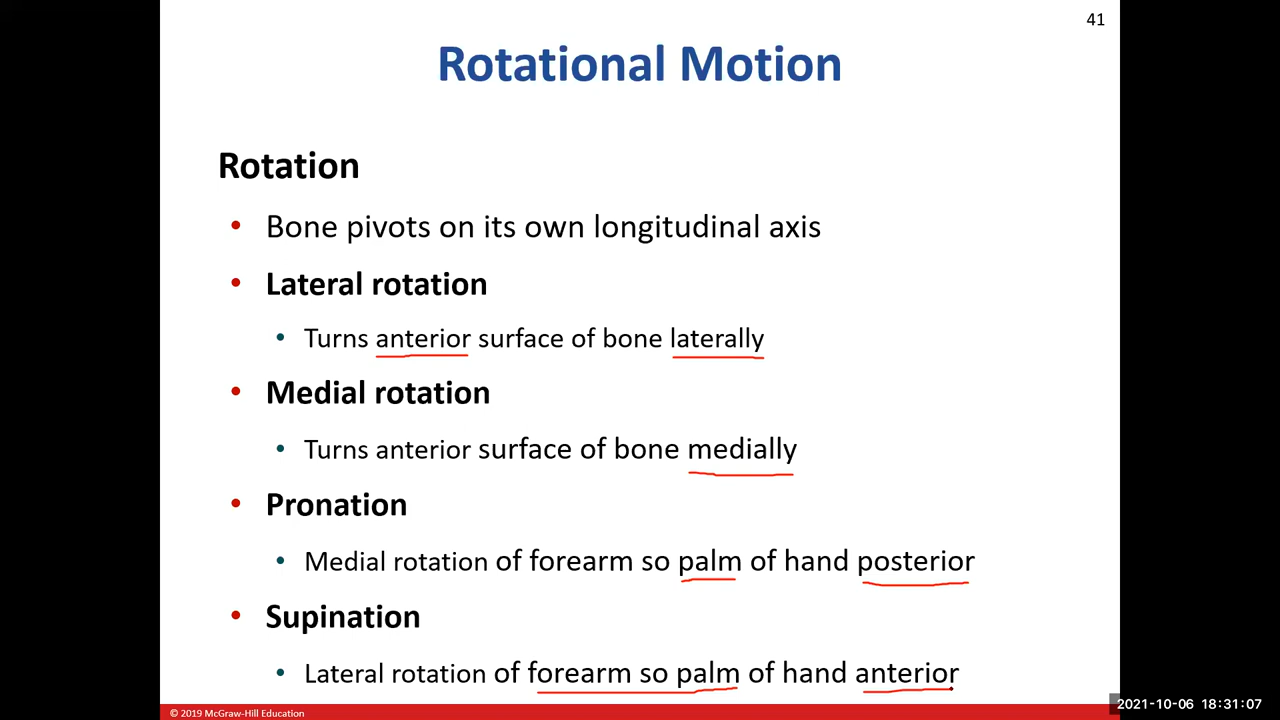 41
Rotational Motion
Rotation
• Bone pivots on its own longitudinal axis
• Lateral rotation
• Turns anterior surface of bone laterally
• Medial rotation
• Turns anterior surface of bone medially
• Pronation
• Medial rotation of forearm so palm of hand posterior
• Supination
• Lateral rotation of forearm so palm of hand anterior
© 2019 McGraw-Hill Education
2021-10-06 18:31:07